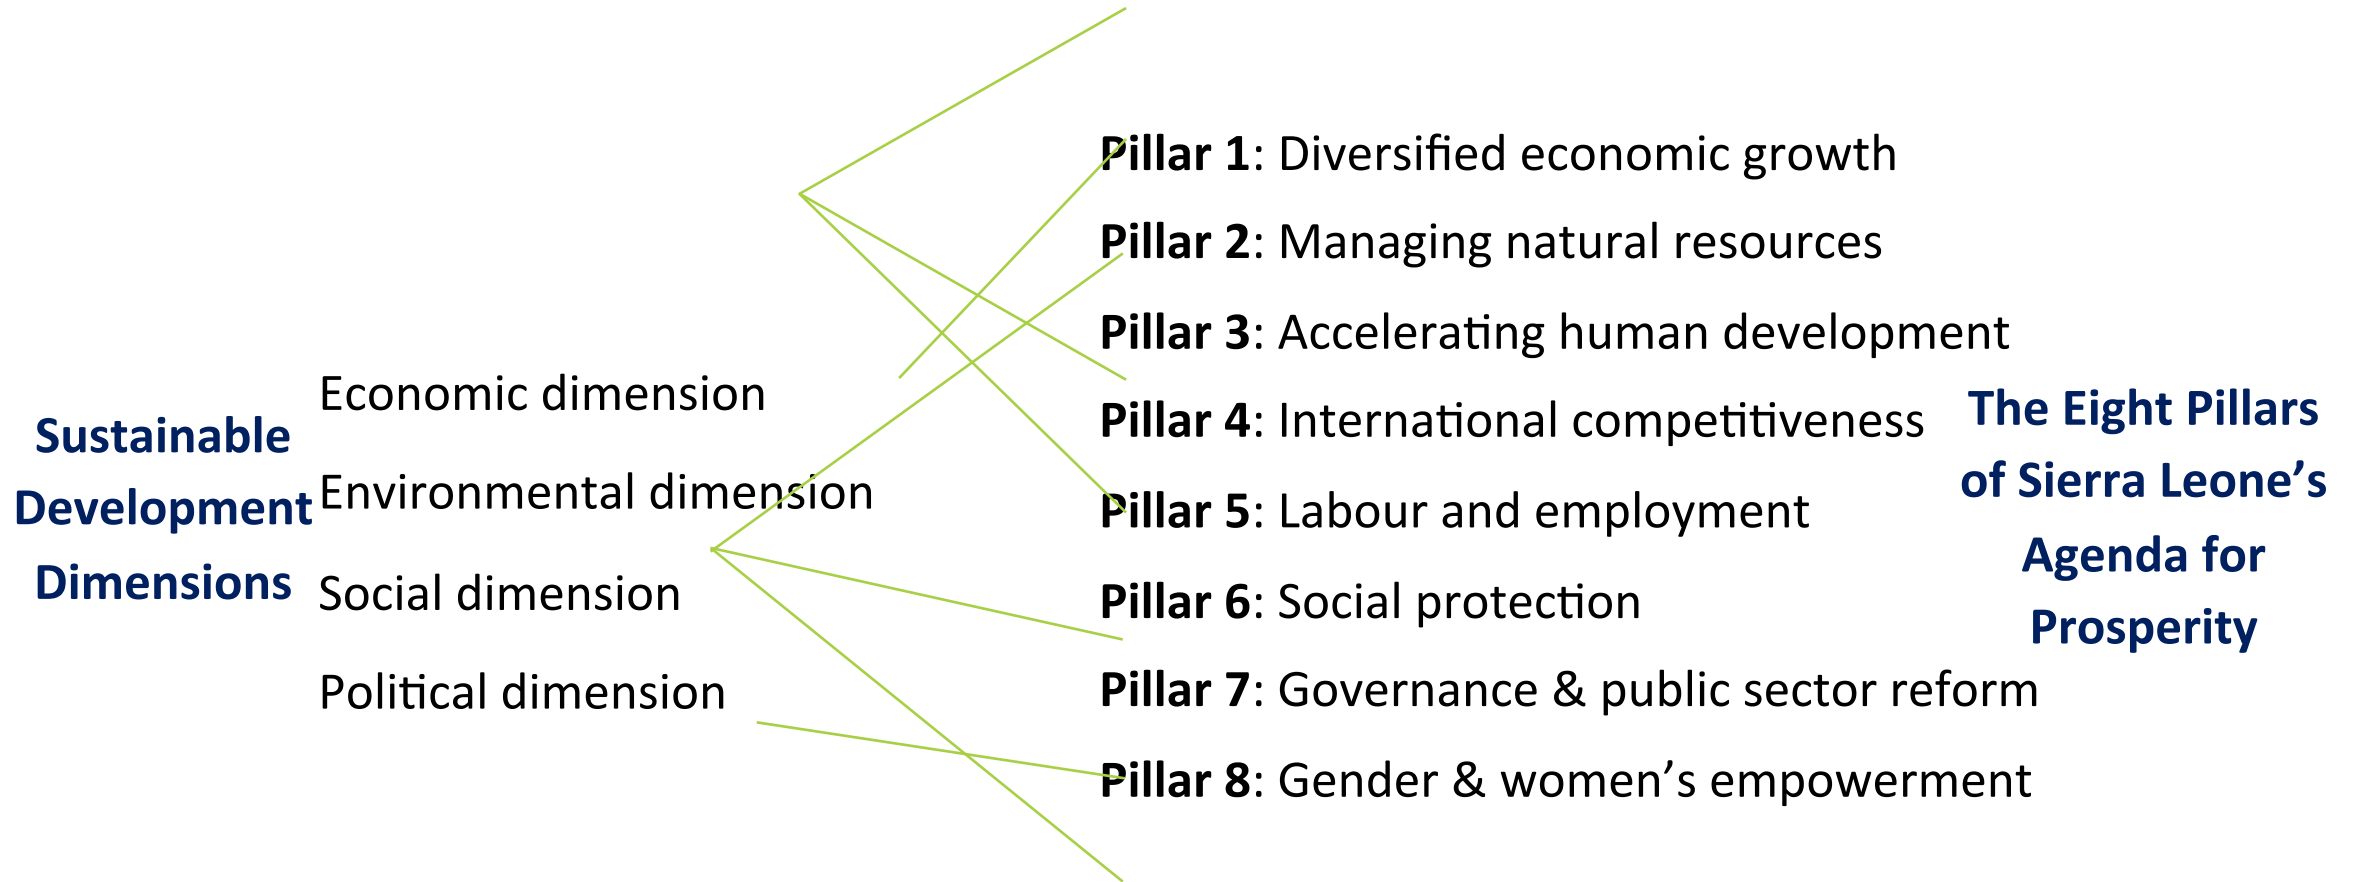 Sustainable
Development
Dimensions
Economic dimension
Environmental dimension
Social dimension
Political dimension
Pillar 1: Diversified economic growth
Pillar 2: Managing natural resources
Pillar 3: Accelerating human development
Pillar 4: International competitiveness
Pillar 5: Labour and employment
Pillar 6: Social protection
Pillar 7: Governance & public sector reform
Pillar 8: Gender & women’s empowerment
The Eight Pillars
of Sierra Leone’s
Agenda for
Prosperity